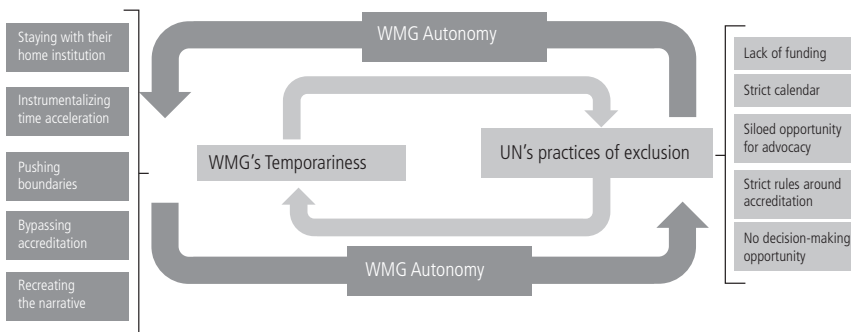 Staying with their
home institution
Instrumentalizing
time acceleration
Pushing
boundaries
Bypassing
accreditation
Recreating
the narrative
WMG Autonomy
WMG's Temporariness
UN's practices of exclusion
WMG Autonomy
Lack of funding
Strict calendar
Siloed opportunity
for advocacy
Strict rules around
accreditation
No decision-making
opportunity